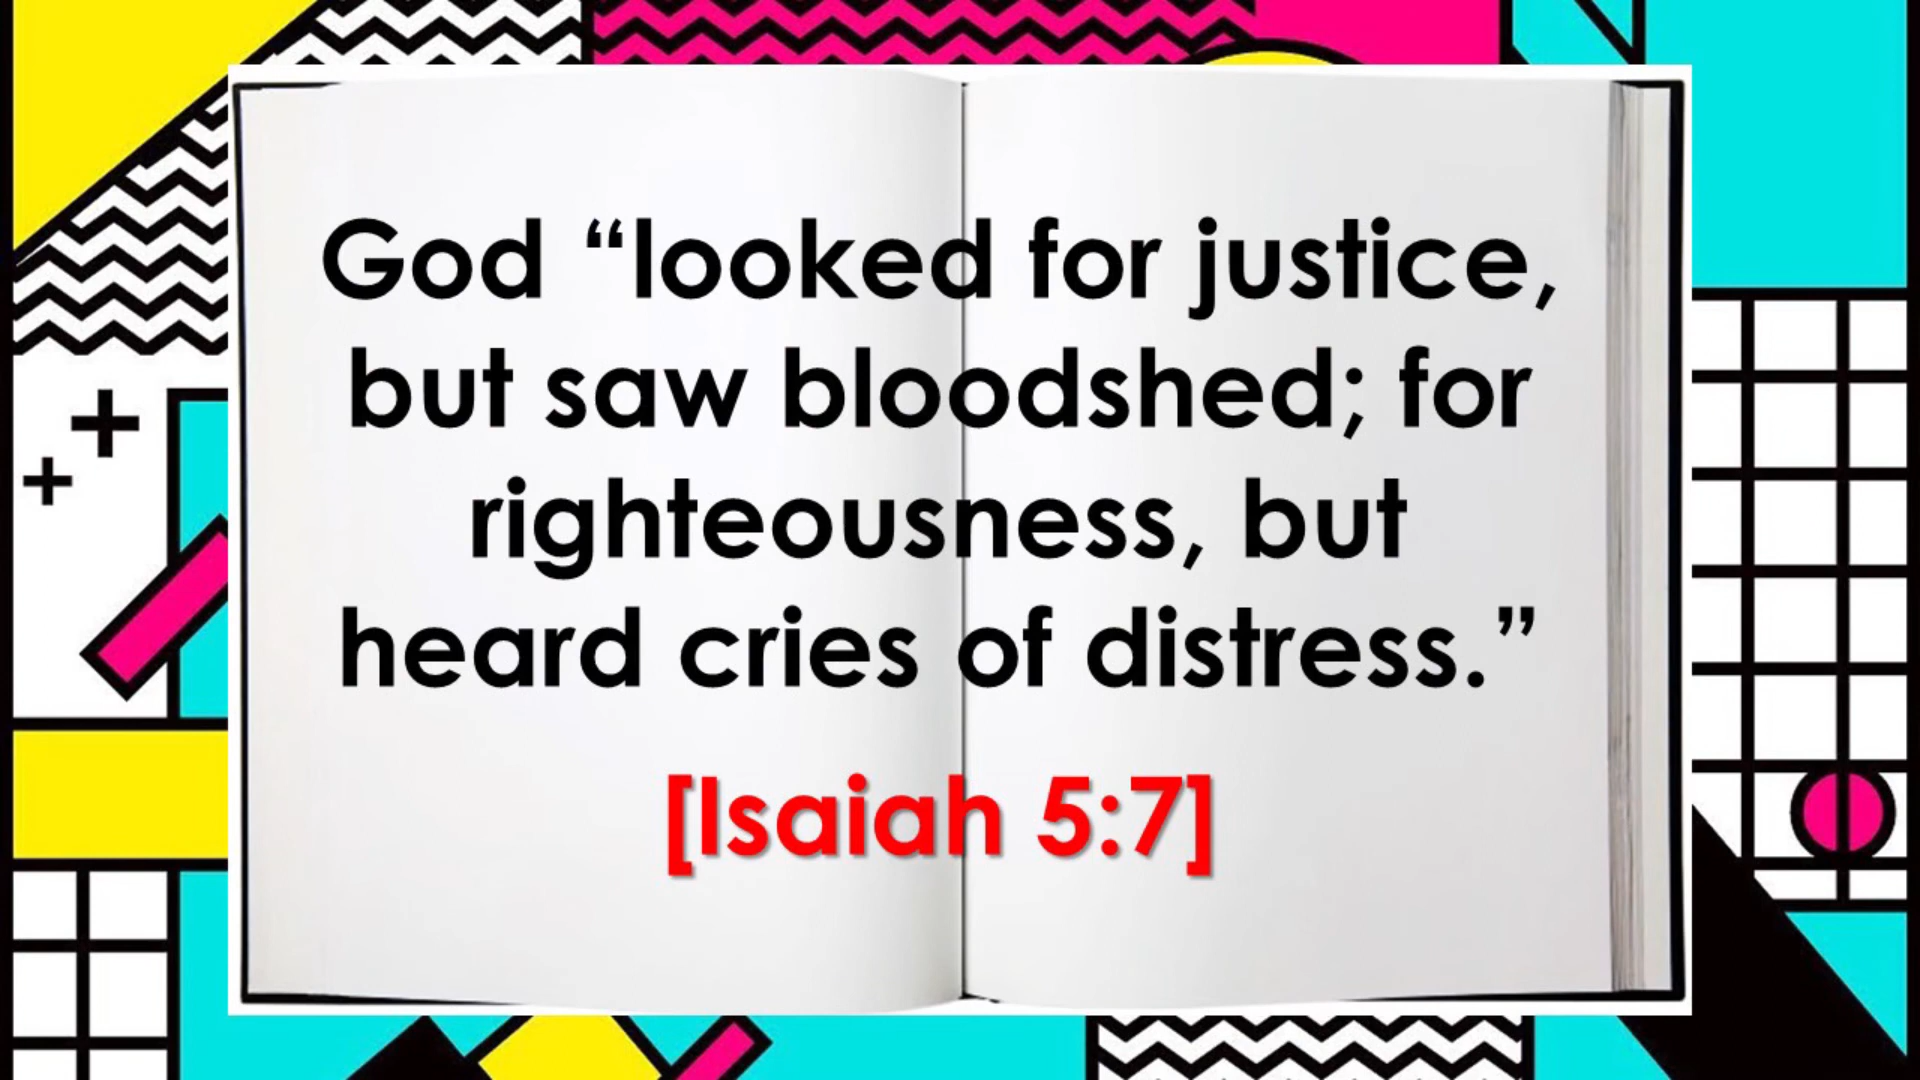 God “looked for justice,
but saw bloodshed; for
righteousness, but
heard cries of distress.”
[Isaiah 5:7]